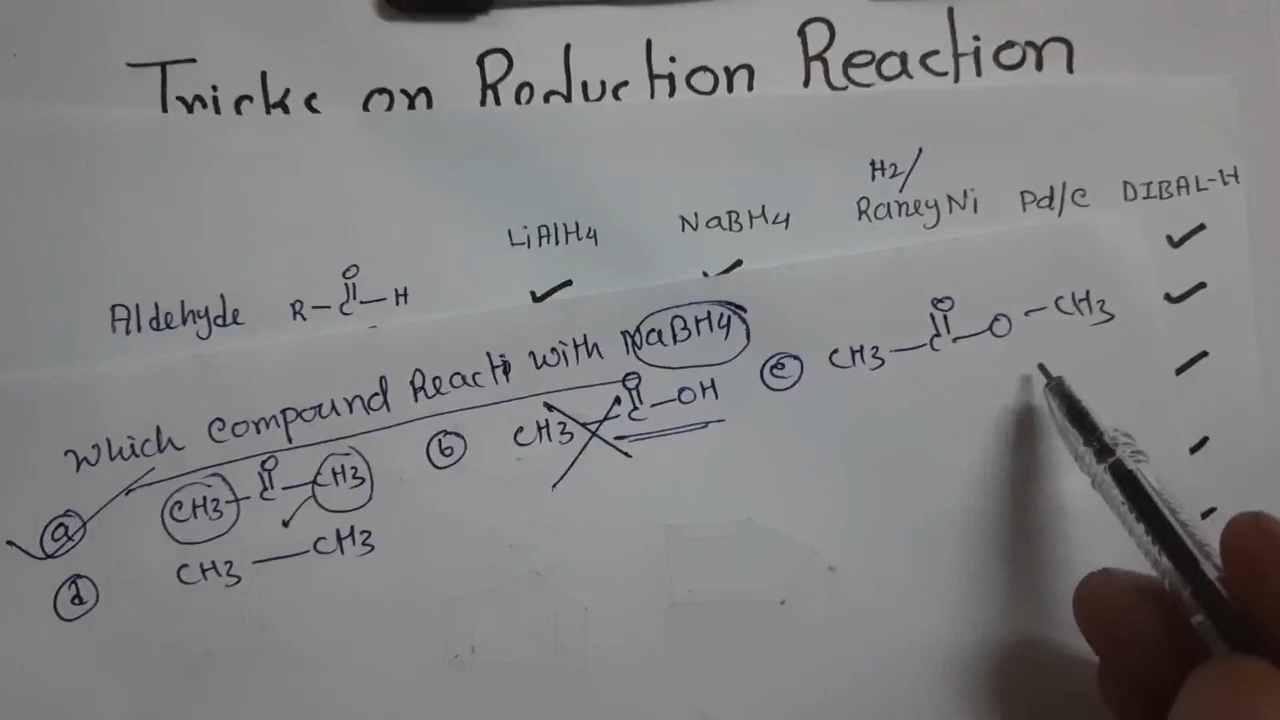 Tricks on Reduction Reaction
LiAlH4 NaBH4 H2/ Raney Ni Pd/C DIBAL-H
Aldehyde R-C-H
O
Which Compound React with NaBH4
(a) CH3-C-CH3
O
(b) CH3 C-OH
O
(c) CH3-C-O-CH3
O
(d) CH3-CH3